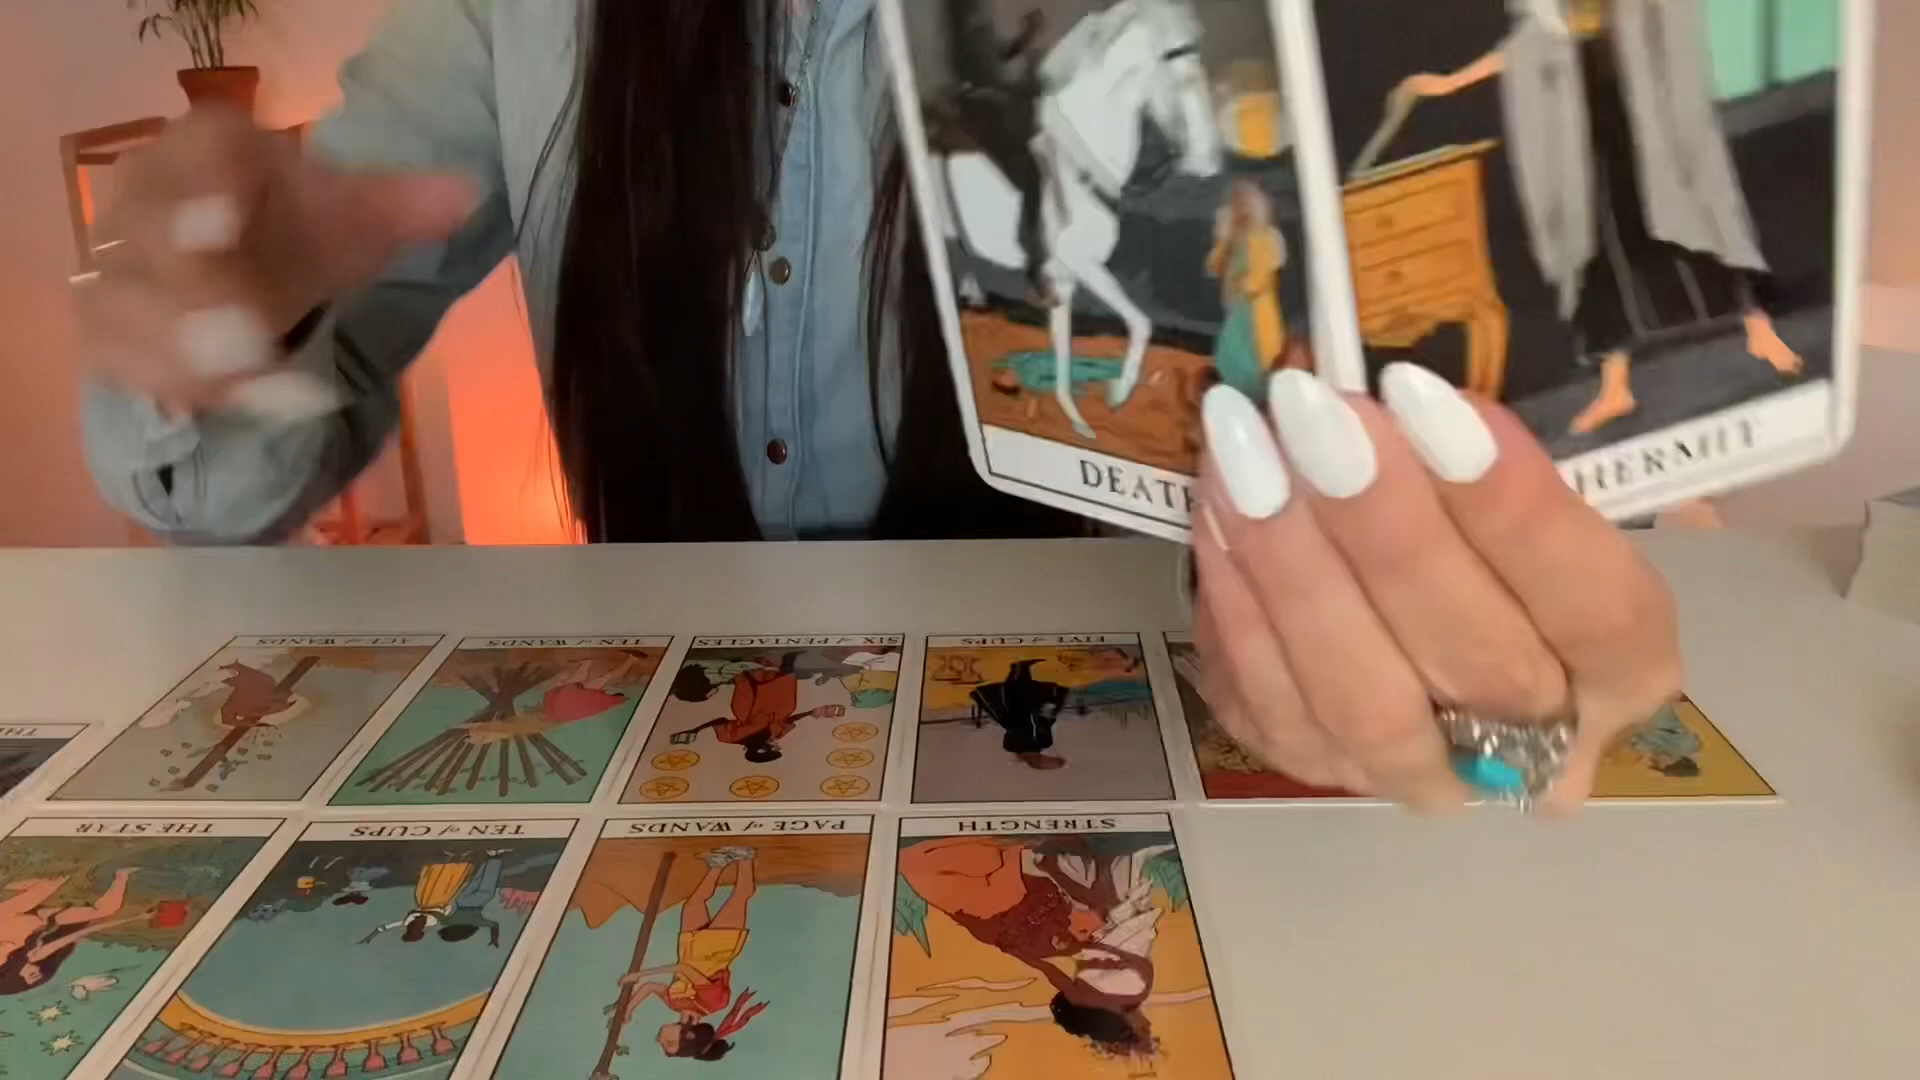 DEATH
HERMIT
ACE of WANDS
TEN of WANDS
SIX of PENTACLES
FIVE of CUPS
THE
THE STAR
TEN of CUPS
PAGE of WANDS
STRENGTH